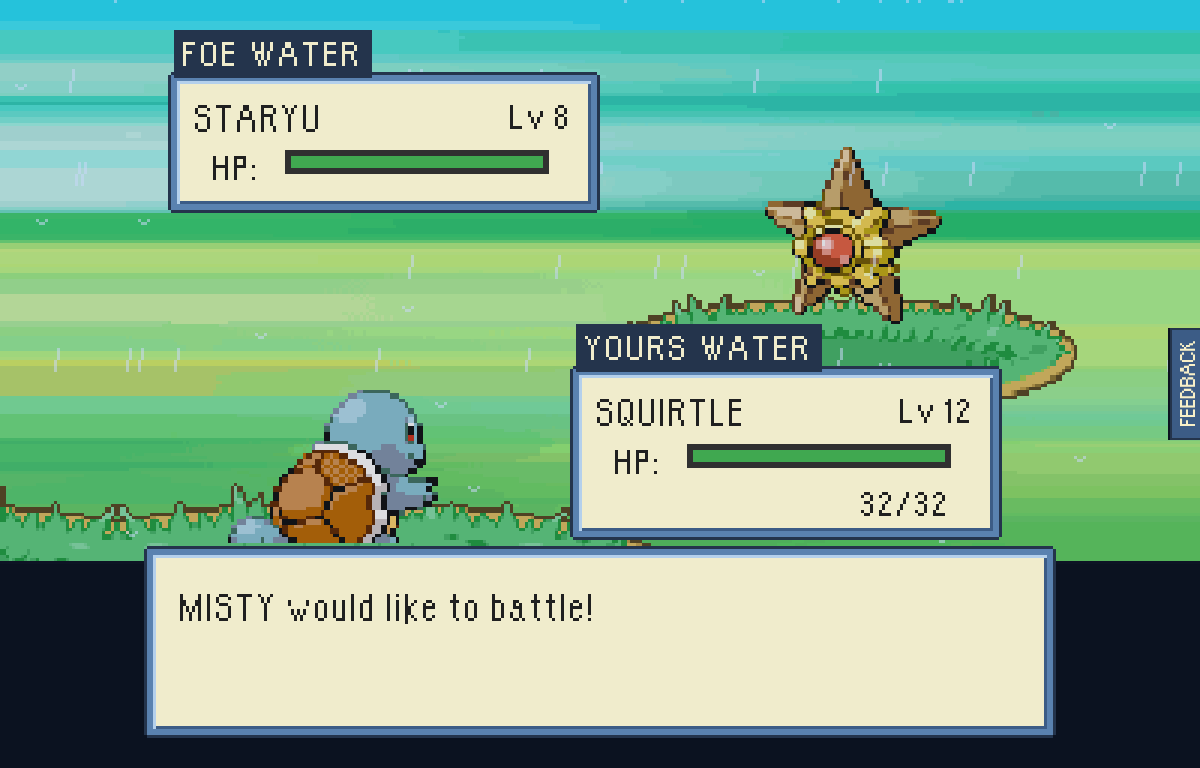 FOE WATER
STARYU Lv 8
HP:
YOURS WATER
SQUIRTLE Lv 12
HP:
32/32
FEEDBACK
MISTY would like to battle!